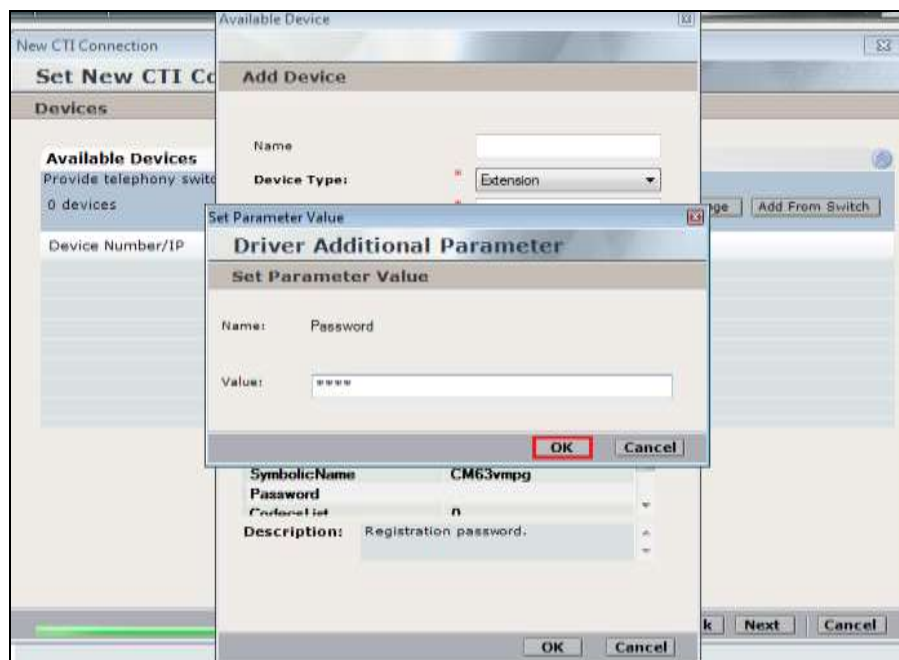 Available Device
New CTI Connection
Set New CTI Co
Add Device
Devices
Name
Available Devices
Provide telephony switc
Device Type: * Extension
0 devices
*
ge Add From Switch
Set Parameter Value
Device Number/IP
Driver Additional Parameter
Set Parameter Value
Name: Password
Value: ****
OK Cancel
SymbolicName CM63vmpg
Password
CodecsList 0
Description: Registration password.
k Next Cancel
OK Cancel